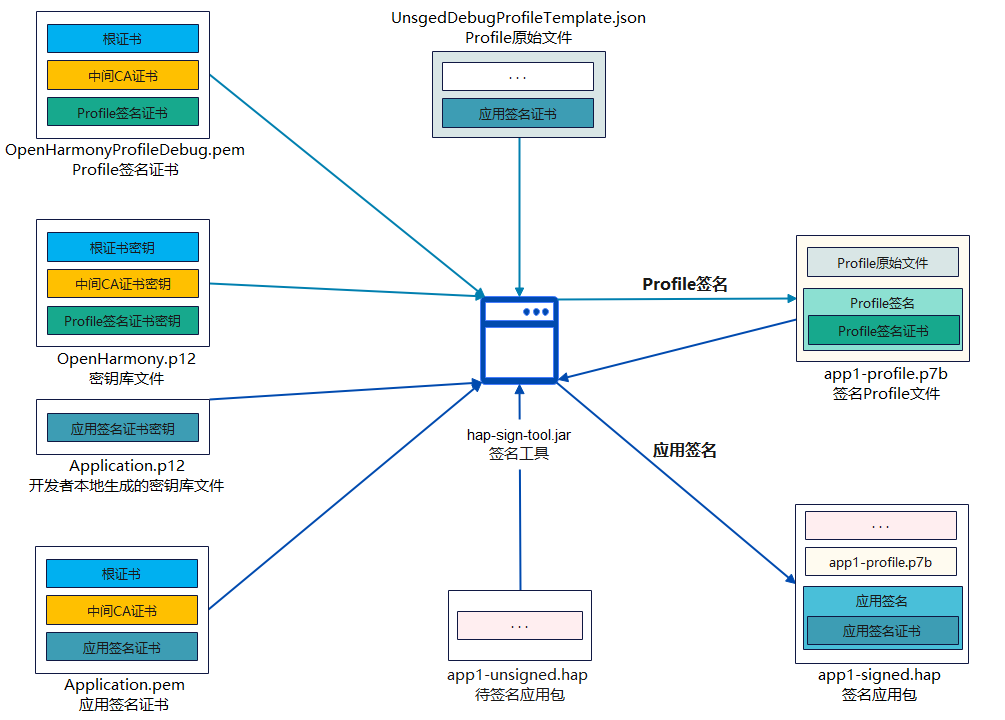 根证书
中间CA证书
Profile签名证书
OpenHarmonyProfileDebug.pem
Profile签名证书
UnsgedDebugProfileTemplate.json
Profile原始文件
...
应用签名证书
根证书密钥
中间CA证书密钥
Profile签名证书密钥
OpenHarmony.p12
密钥库文件
Profile签名
Profile原始文件
Profile签名
Profile签名证书
app1-profile.p7b
签名Profile文件
应用签名证书密钥
Application.p12
开发者本地生成的密钥库文件
hap-sign-tool.jar
签名工具
应用签名
根证书
中间CA证书
应用签名证书
Application.pem
应用签名证书
...
app1-unsigned.hap
待签名应用包
...
app1-profile.p7b
应用签名
应用签名证书
app1-signed.hap
签名应用包